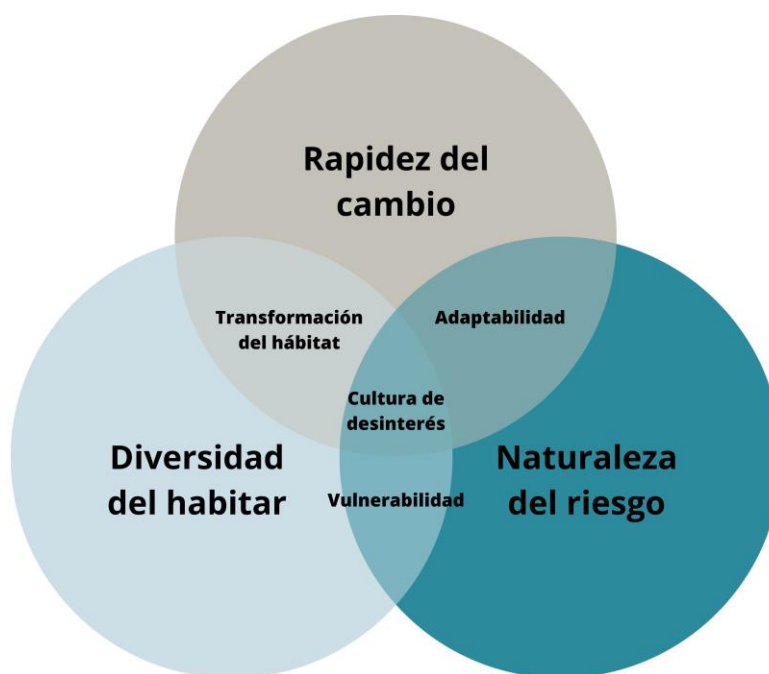 Rapidez del
cambio
Transformación
del hábitat
Adaptabilidad
Cultura de
desinterés
Diversidad
del habitar
Naturaleza
del riesgo
Vulnerabilidad